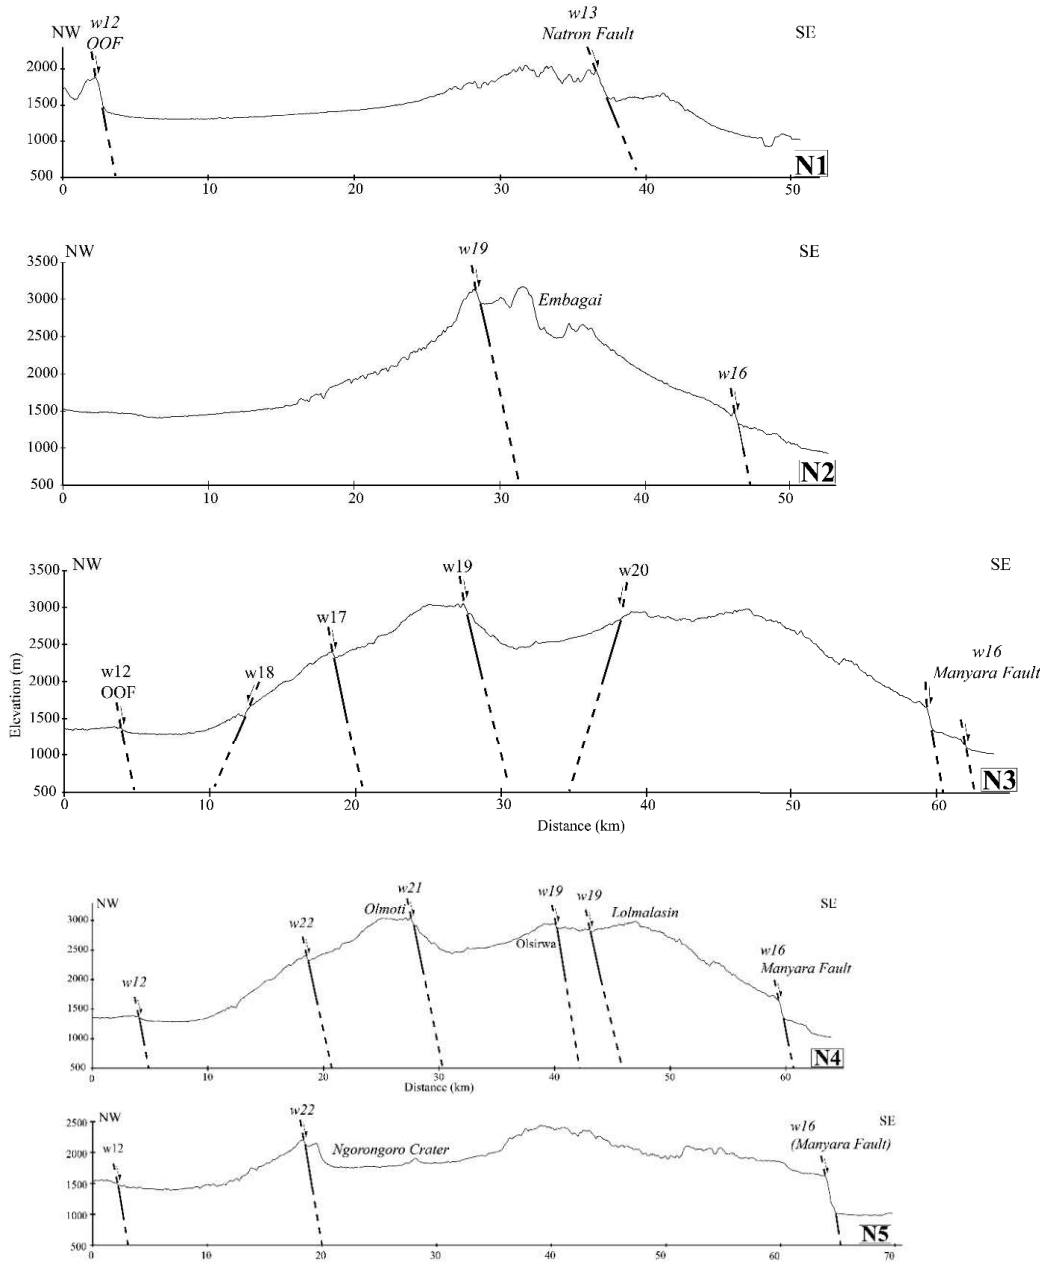 w12
w13
NW
OOF
Natron Fault
SE
2000
1500
1000
500
N1
0
10
20
30
40
50
NW
w19
SE
3500
3000
Embagai
2500
2000
w16
1500
1000
500
N2
0
10
20
30
40
50
NW
w19
w20
SE
3500
3000
w17
2500
w12
w18
w16
OOF
Manyara Fault
2000
1500
1000
500
N3
Elevation (m)
0
10
20
30
40
50
60
Distance (km)
NW
w21
w19
w19
SE
Olmoti
Lolmalasin
3000
w22
Olsirwa
2500
w16
Manyara Fault
2000
w12
1500
1000
500
N4
0
10
20
30
40
50
60
Distance (km)
NW
w22
SE
2500
w16
(Manyara Fault)
w12
Ngorongoro Crater
2000
1500
1000
500
N5
0
10
20
30
40
50
60
70